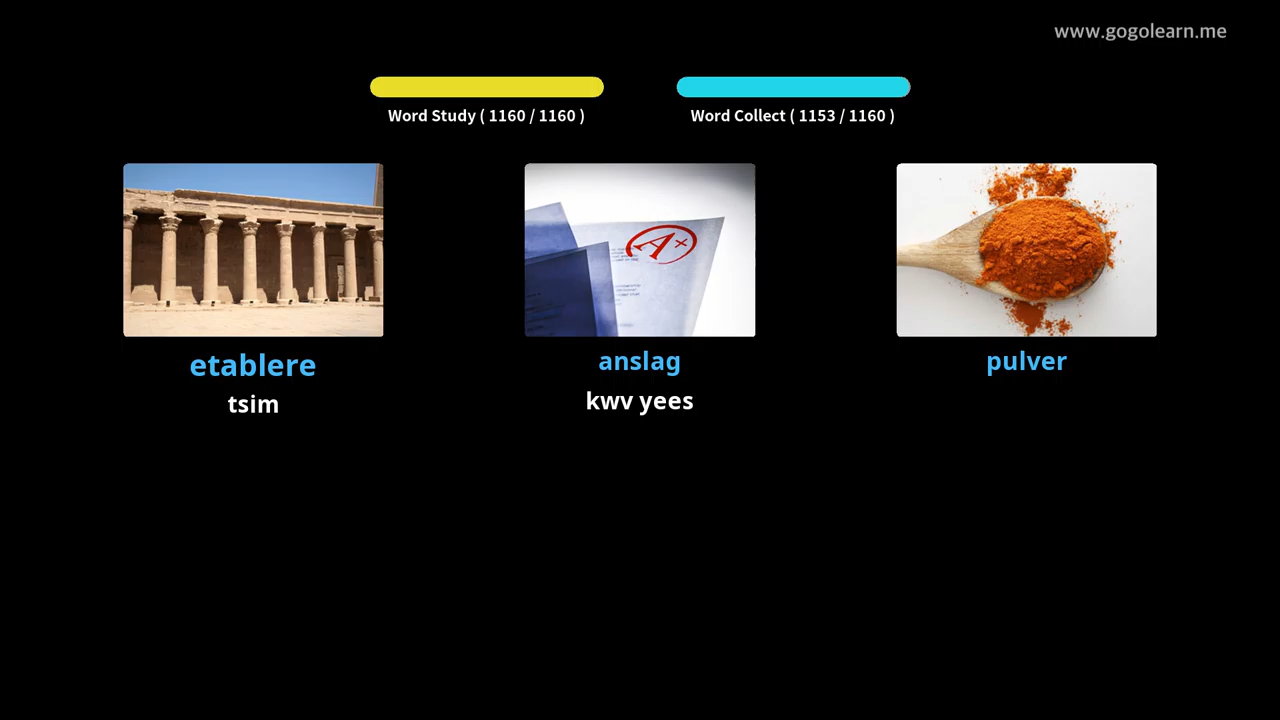 www.gogolearn.me
Word Study ( 1160 / 1160 )
Word Collect ( 1153 / 1160 )
A+
etablere
anslag
pulver
tsim
kwv yees